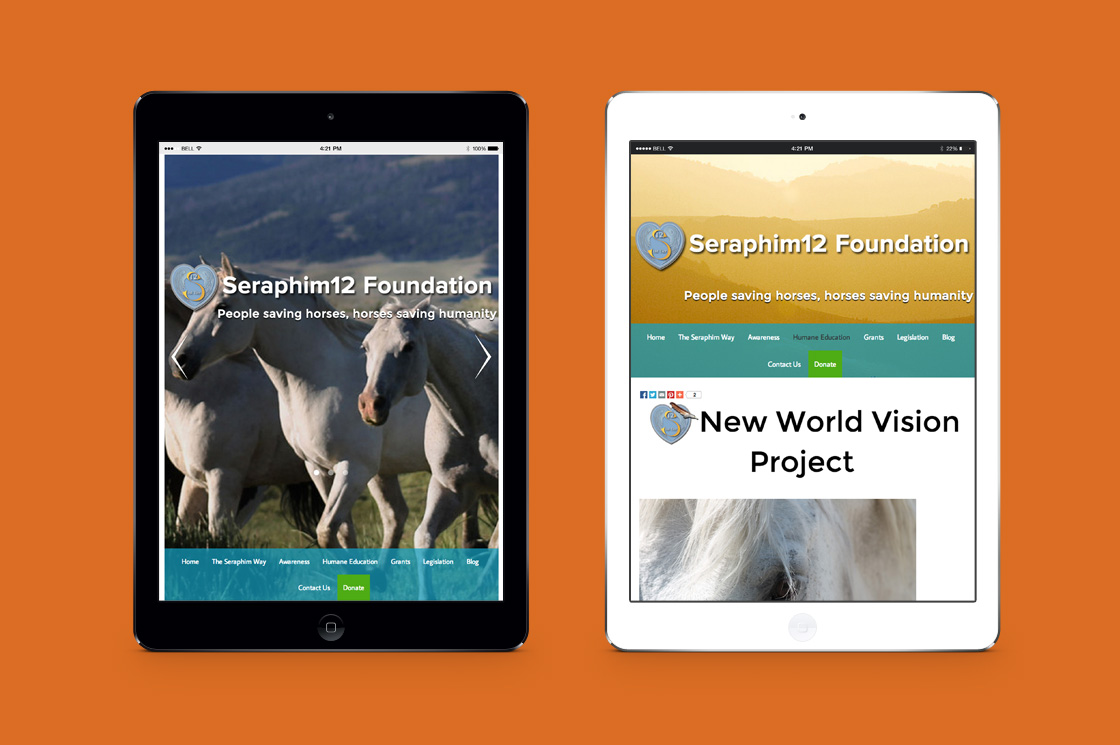 BELL
4:21 PM
100%
Seraphim12 Foundation
People saving horses, horses saving humanity
Home The Seraphim Way Awareness Humane Education Grants Legislation Blog
Contact Us Donate
BELL
4:21 PM
22%
Seraphim12 Foundation
People saving horses, horses saving humanity
Home The Seraphim Way Awareness Humane Education Grants Legislation Blog
Contact Us Donate
2
New World Vision
Project